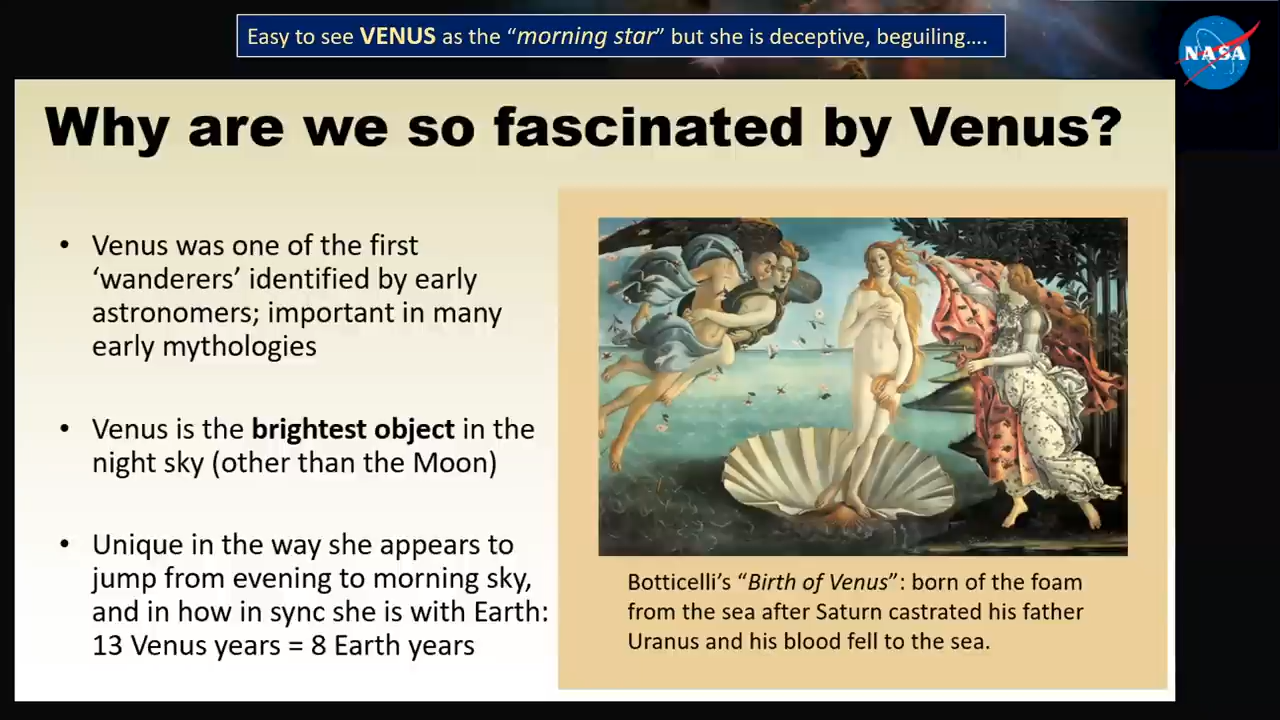 Easy to see VENUS as the “morning star” but she is deceptive, beguiling….
NASA
Why are we so fascinated by Venus?
• Venus was one of the first
‘wanderers’ identified by early
astronomers; important in many
early mythologies
• Venus is the brightest object in the
night sky (other than the Moon)
• Unique in the way she appears to
jump from evening to morning sky,
and in how in sync she is with Earth:
13 Venus years = 8 Earth years
Botticelli’s “Birth of Venus”: born of the foam
from the sea after Saturn castrated his father
Uranus and his blood fell to the sea.